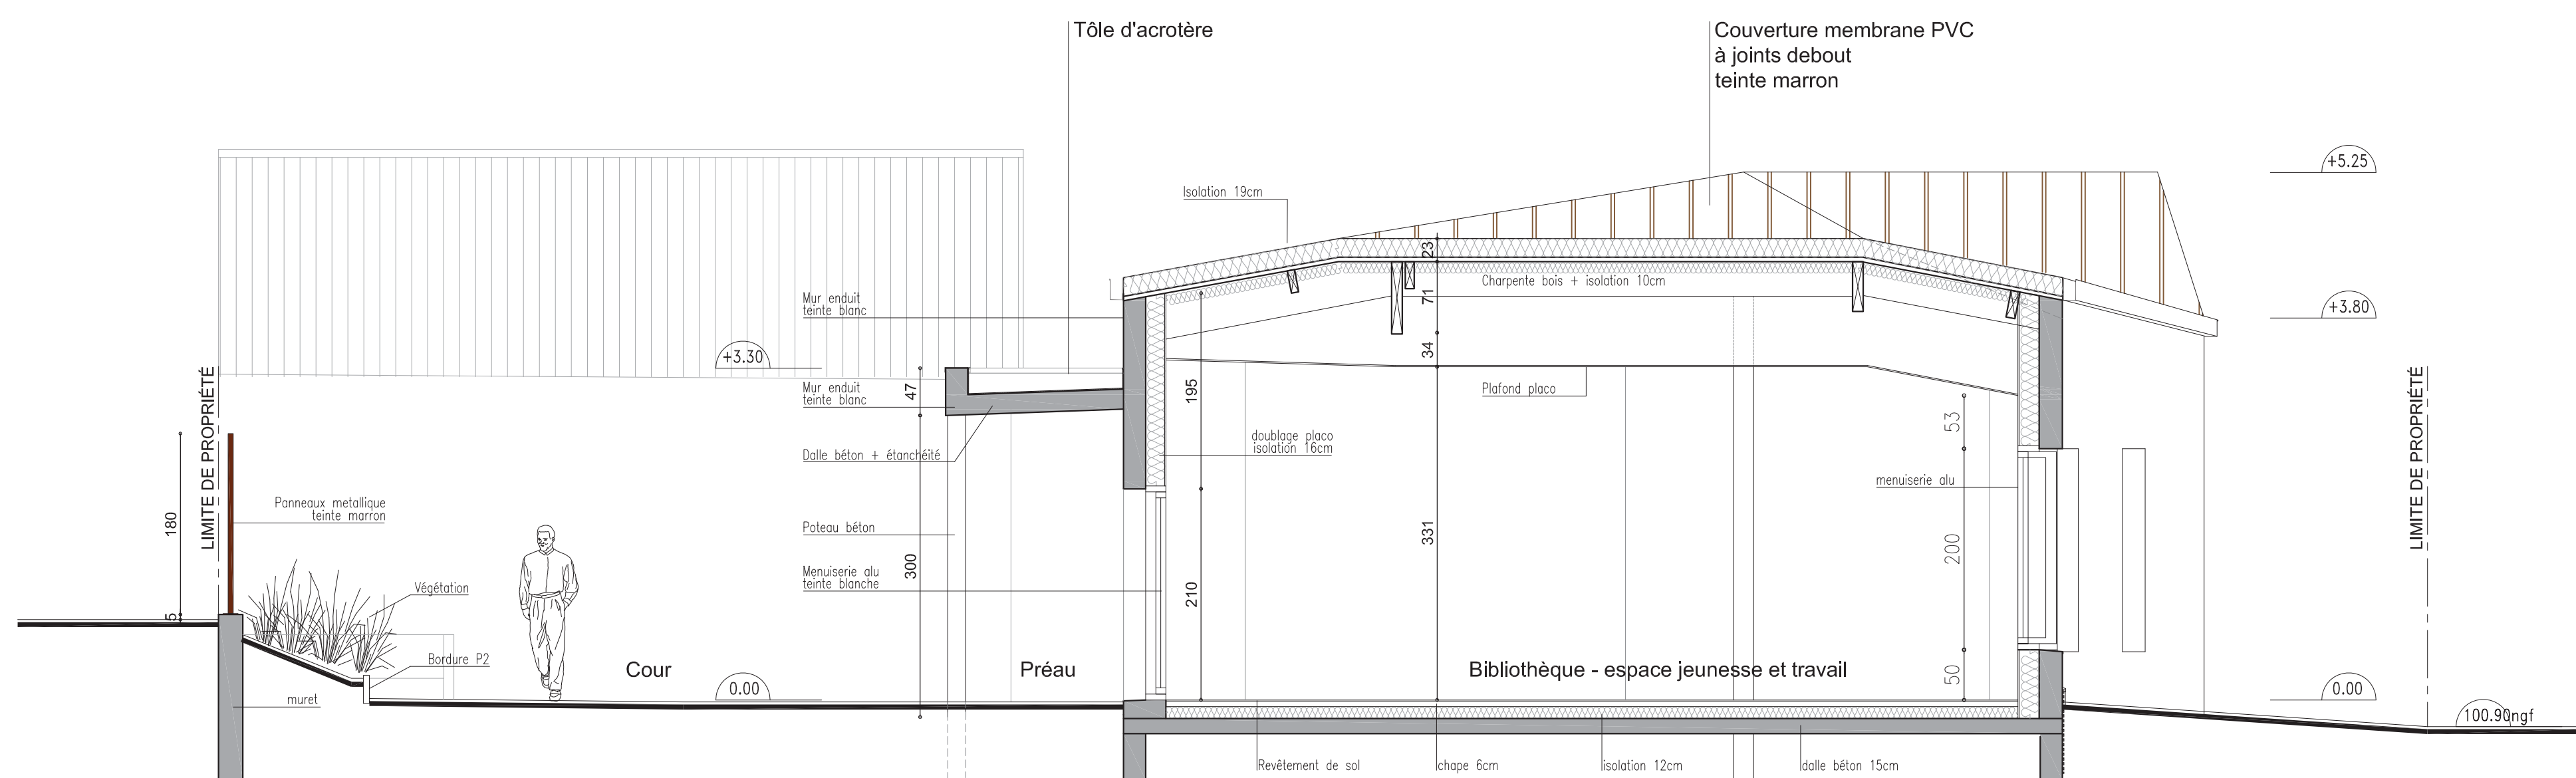 Tôle d'acrotère
Couverture membrane PVC
à joints debout
teinte marron
+5.25
Isolation 19cm
23
Charpente bois + isolation 10cm
71
Mur enduit
teinte blanc
+3.80
+3.30
34
LIMITE DE PROPRIÉTÉ
47
Mur enduit
teinte blanc
195
Plafond placo
53
LIMITE DE PROPRIÉTÉ
doublage placo
isolation 16cm
Dalle béton + étanchéité
menuiserie alu
Panneaux metallique
teinte marron
180
Poteau béton
331
200
300
Menuiserie alu
teinte blanche
210
Végétation
5
Bordure P2
Cour
Préau
Bibliothèque - espace jeunesse et travail
50
muret
0.00
0.00
100.90ngf
Revêtement de sol
chape 6cm
isolation 12cm
dalle béton 15cm